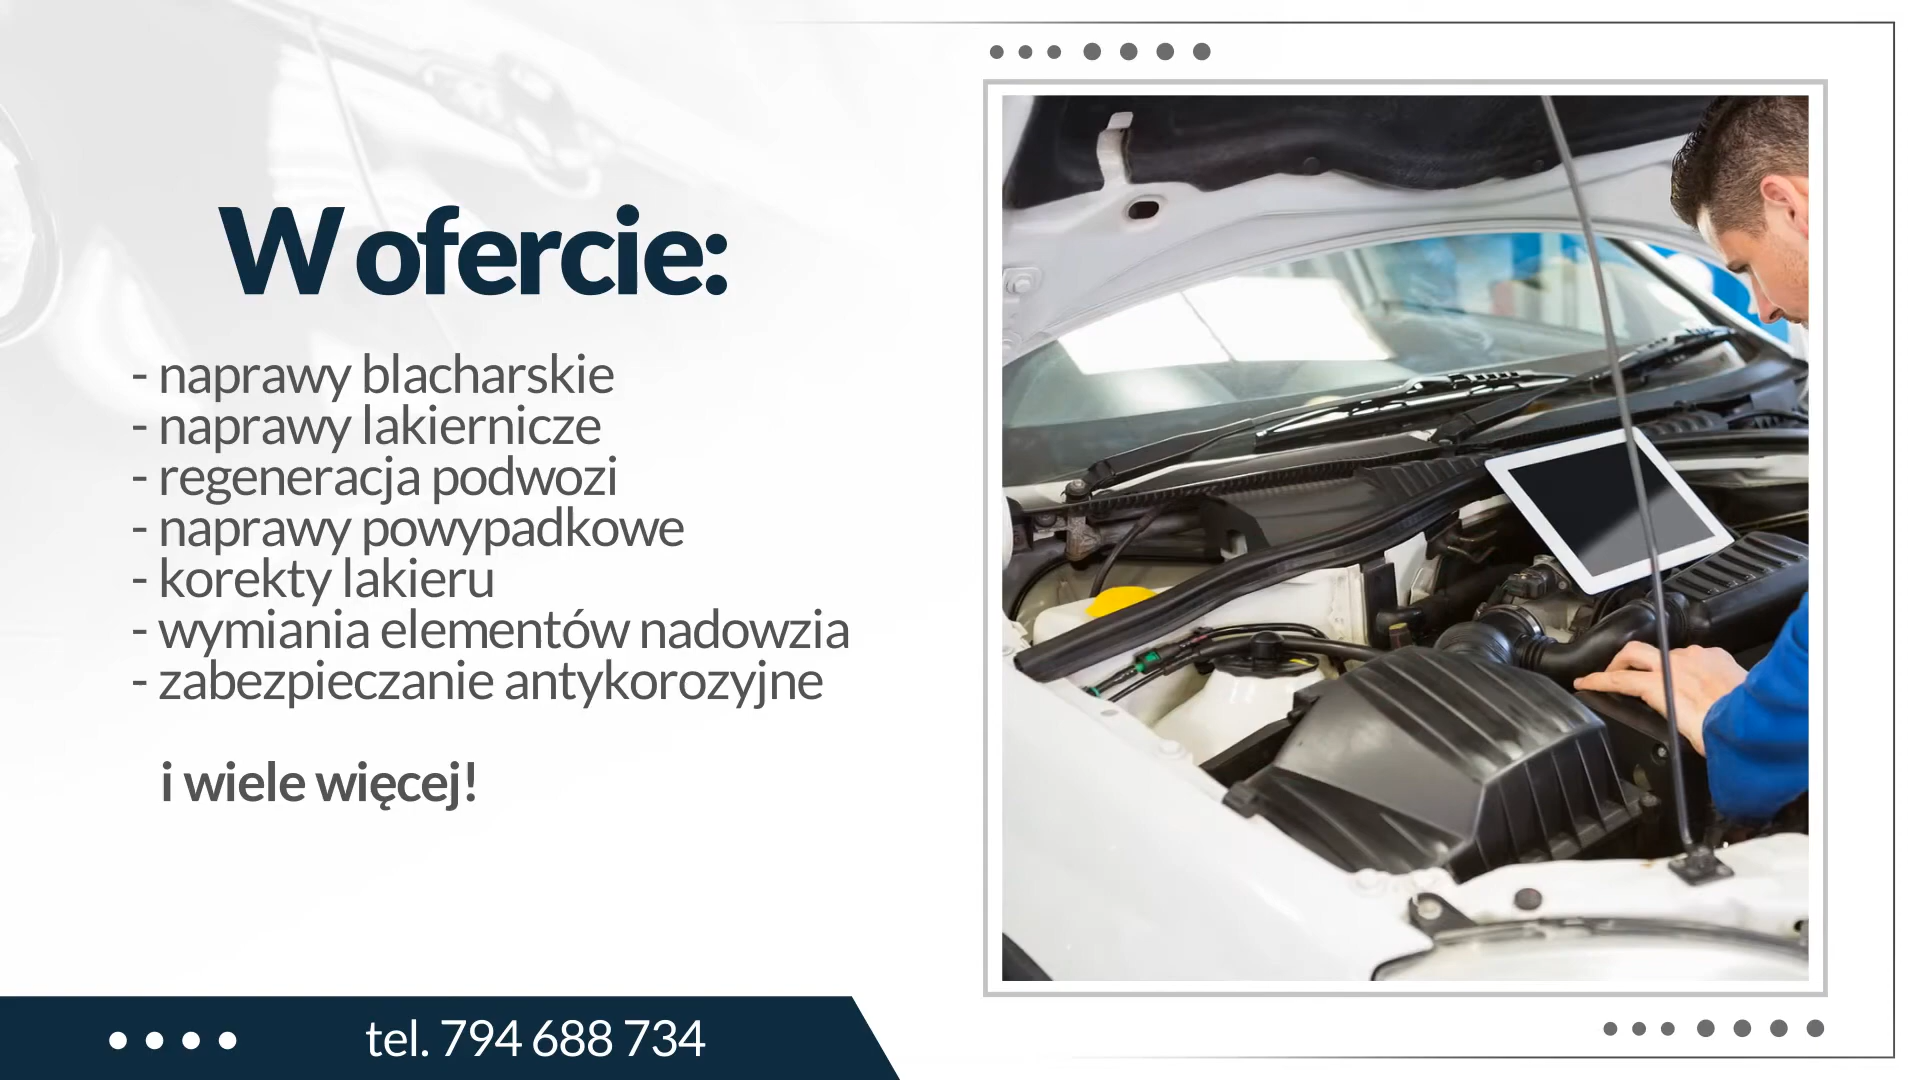 W ofercie:
- naprawy blacharskie
- naprawy lakiernicze
- regeneracja podwozi
- naprawy powypadkowe
- korekty lakieru
- wymiania elementów nadowzia
- zabezpieczanie antykorozyjne
i wiele więcej!
tel. 794 688 734